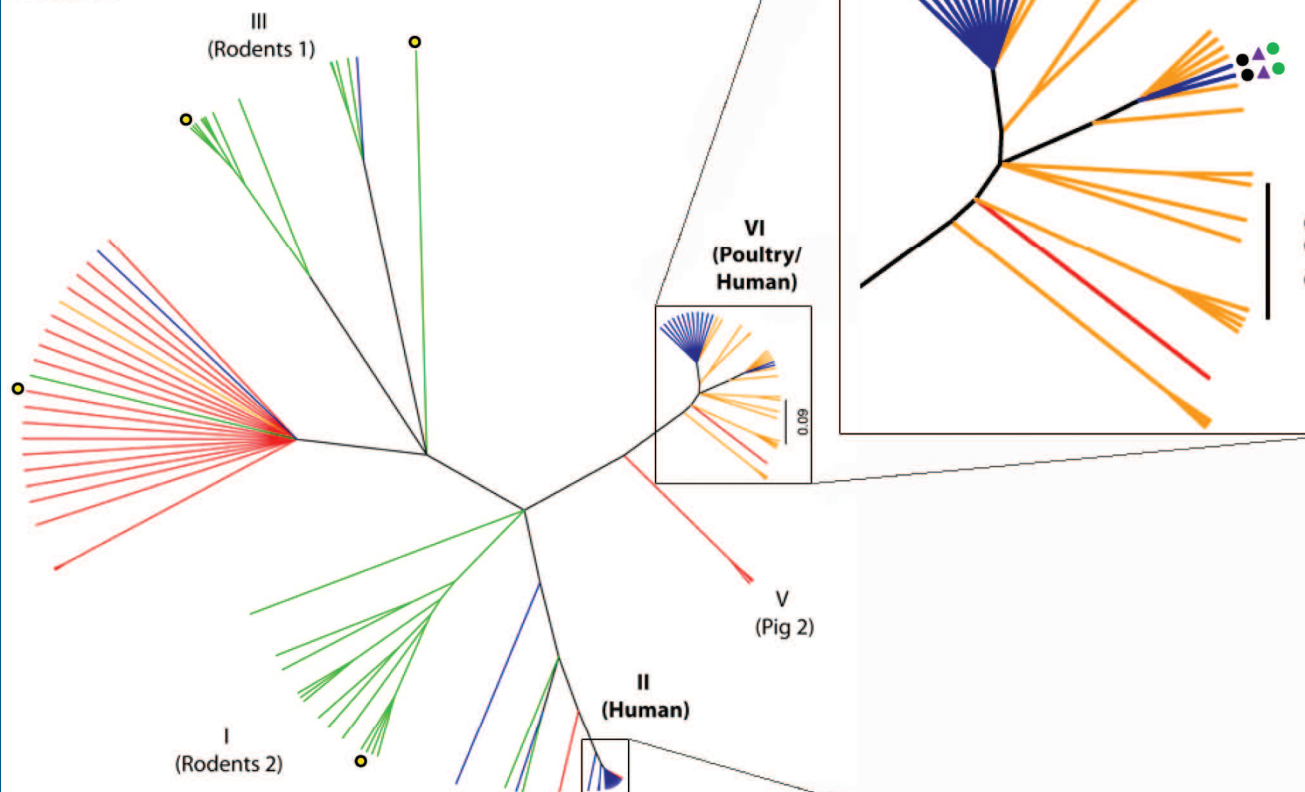 III
(Rodents 1)
VI
(Poultry/
Human)
0.09
V
(Pig 2)
II
(Human)
I
(Rodents 2)